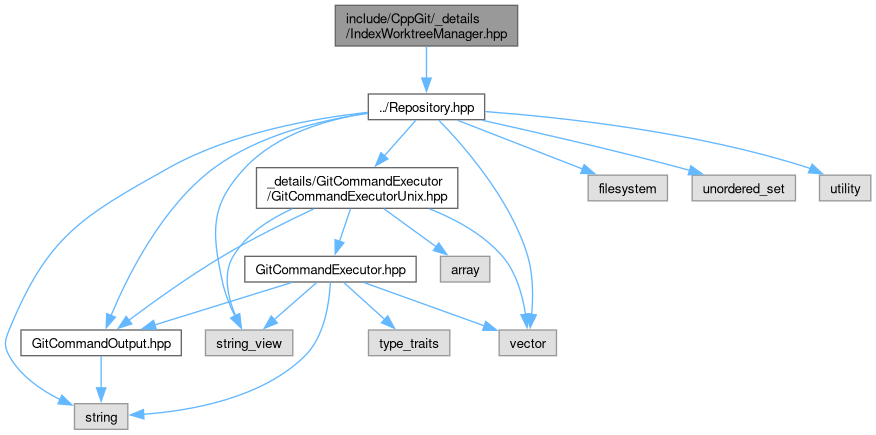 include/CppGit/_details
/IndexWorktreeManager.hpp
../Repository.hpp
_details/GitCommandExecutor
/GitCommandExecutorUnix.hpp
filesystem
unordered_set
utility
GitCommandExecutor.hpp
array
GitCommandOutput.hpp
string_view
type_traits
vector
string